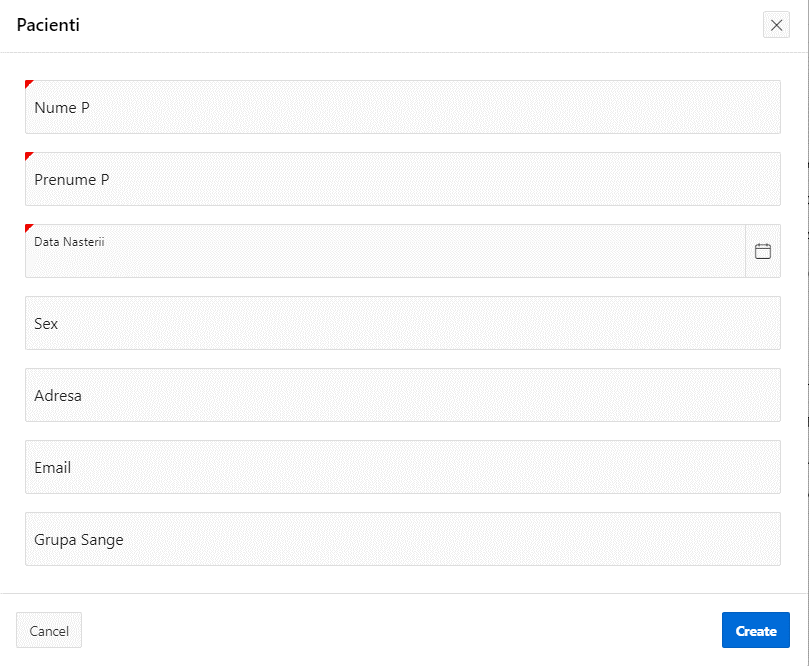 Pacienti
Nume P
Prenume P
Data Nasterii
Sex
Adresa
Email
Grupa Sange
Cancel
Create